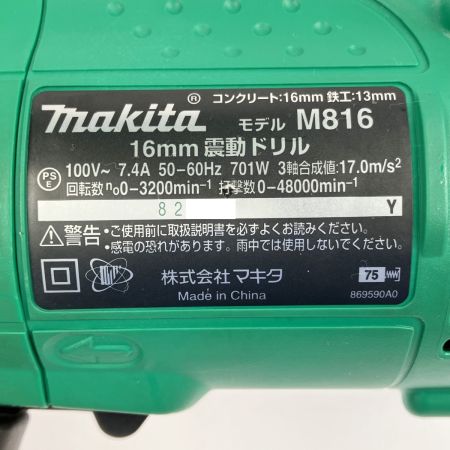 コンクリート:16mm 鉄工:13mm
makita® モデル M816
16mm 震動ドリル
PSE 100V~ 7.4A 50-60Hz 701W 3軸合成値:17.0m/s²
回転数 n₀0-3200min⁻¹ 打撃数0-48000min⁻¹
82 Y
⚠警告 •ご使用前に取扱説明書を必ずよくお読みください。
•感電の恐れがあります。雨中では使用しないでください。
株式会社マキタ 75
Made in China 869590A0